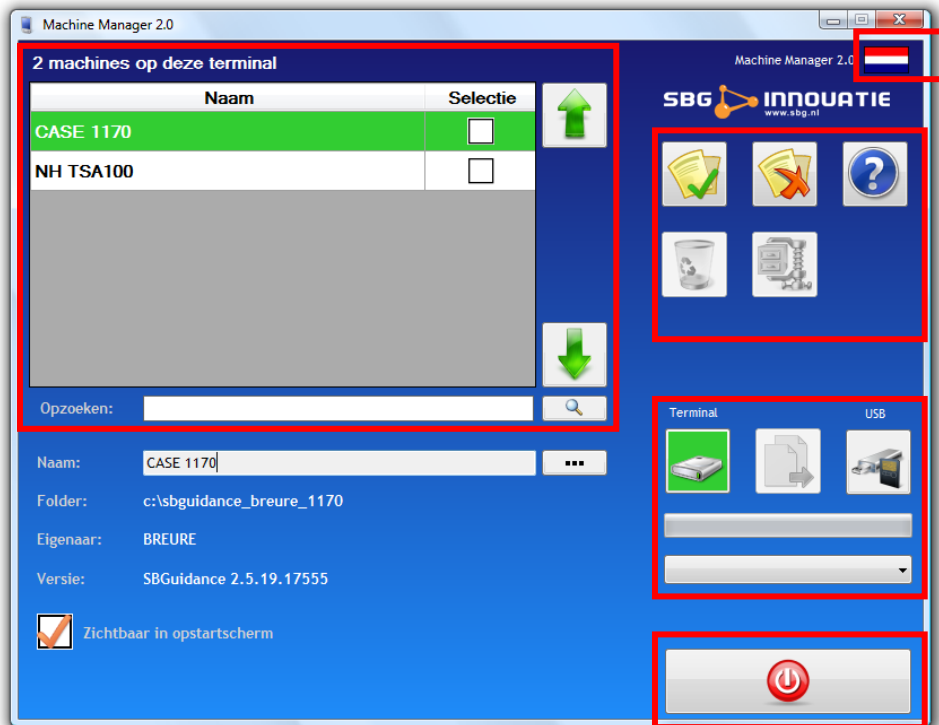 Machine Manager 2.0
2 machines op deze terminal
Machine Manager 2.0
Naam Selectie
SBG INNOVATIE
www.sbg.nl
CASE 1170
NH TSA100
Opzoeken:
Terminal USB
Naam: CASE 1170
Folder: c:\sbguidance_breure_1170
Eigenaar: BREURE
Versie: SBGuidance 2.5.19.17555
Zichtbaar in opstartscherm